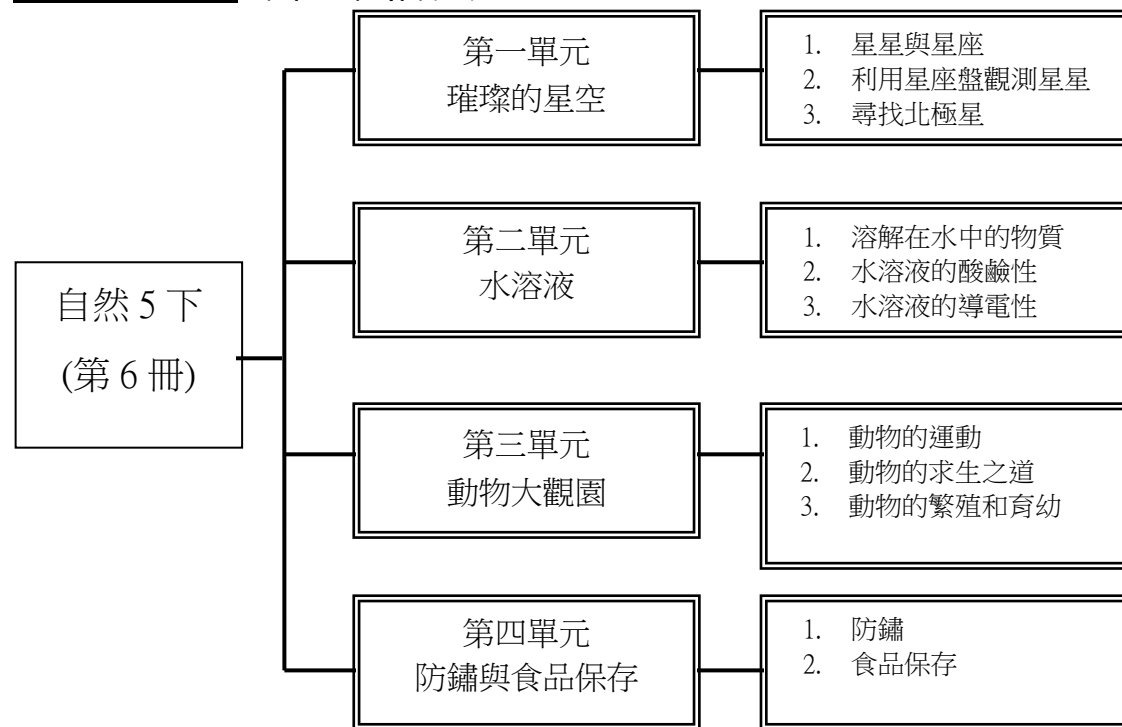 自然 5 下
(第 6 冊)
第一單元
璀璨的星空
1. 星星與星座
2. 利用星座盤觀測星星
3. 尋找北極星
第二單元
水溶液
1. 溶解在水中的物質
2. 水溶液的酸鹼性
3. 水溶液的導電性
第三單元
動物大觀園
1. 動物的運動
2. 動物的求生之道
3. 動物的繁殖和育幼
第四單元
防鏽與食品保存
1. 防鏽
2. 食品保存